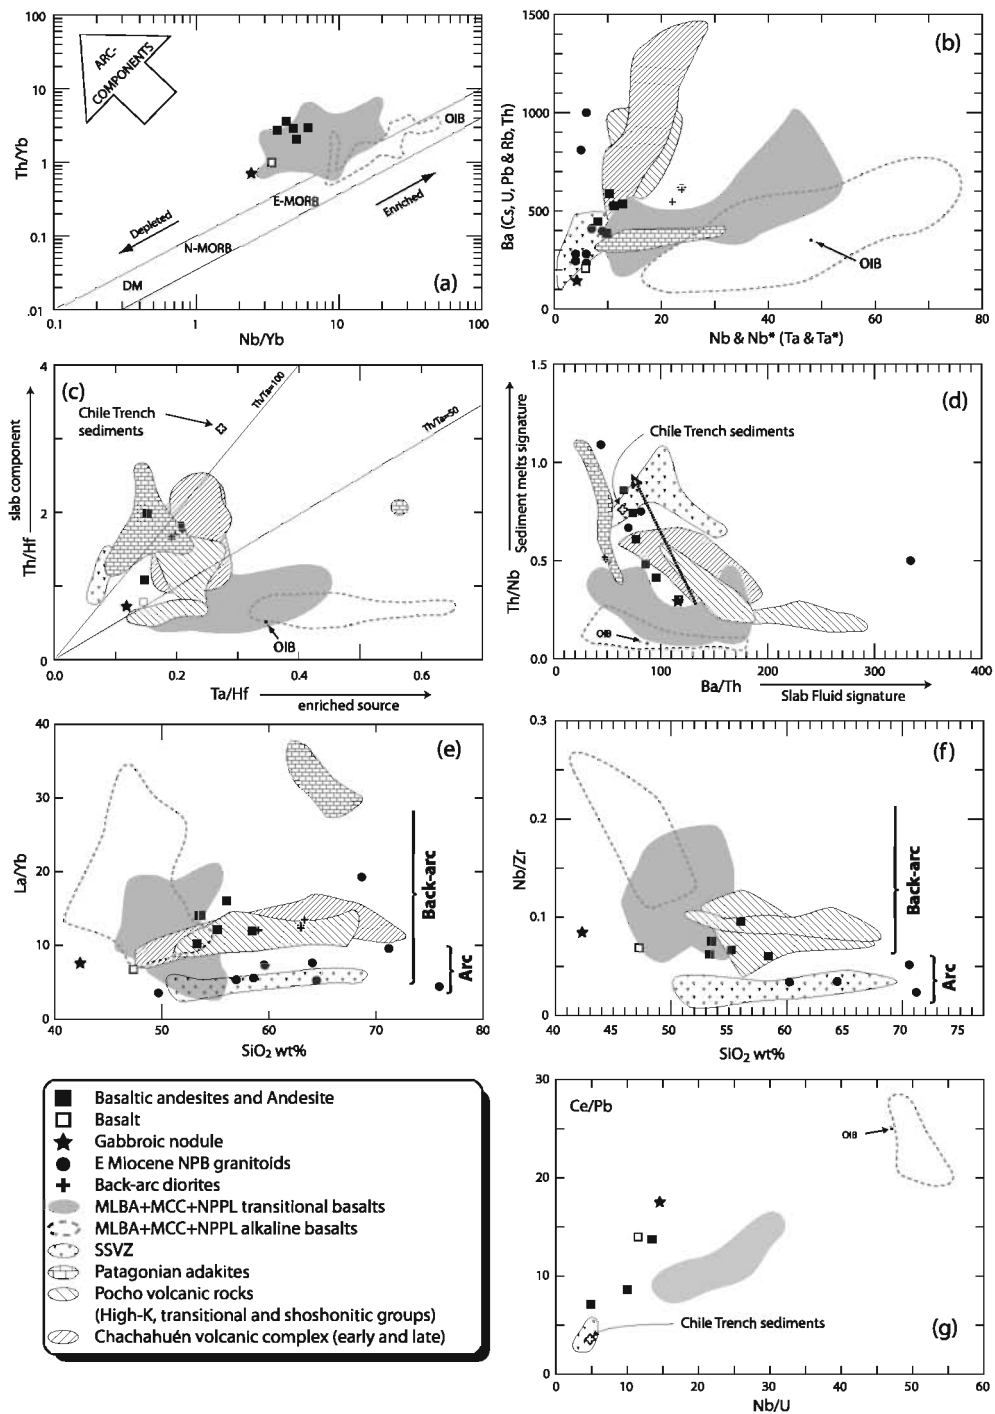 100
10
1
0.1
.01
Th/Yb
ARC-
COMPONENTS
OIB
E-MORB
Enriched
Depleted
N-MORB
DM
(a)
0.1
1
10
100
Nb/Yb
(b)
1500
1000
500
0
Ba (Cs, U, Pb & Rb, Th)
OIB
0
20
40
60
80
Nb & Nb* (Ta & Ta*)
(c)
4
2
0
Th/Hf
slab component
Chile Trench
sediments
Th/Ta=100
Th/Ta=50
OIB
0
0.2
0.4
0.6
Ta/Hf
enriched source
(d)
1.5
1.0
0.5
0.0
Th/Nb
Sediment melts signature
Chile Trench sediments
OIB
0
100
200
300
400
Ba/Th
Slab Fluid signature
(e)
40
30
20
10
0
La/Yb
Back-arc
Arc
40
50
60
70
80
SiO2 wt%
(f)
0.3
0.2
0.1
0
Nb/Zr
Back-arc
Arc
40
45
50
55
60
65
70
75
SiO2 wt%
Basaltic andesites and Andesite
Basalt
Gabbroic nodule
E Miocene NPB granitoids
Back-arc diorites
MLBA+MCC+NPPL transitional basalts
MLBA+MCC+NPPL alkaline basalts
SSVZ
Patagonian adakites
Pocho volcanic rocks
(High-K, transitional and shoshonitic groups)
Chachahuén volcanic complex (early and late)
30
20
10
0
Ce/Pb
OIB
Chile Trench sediments
(g)
0
10
20
30
40
50
60
Nb/U